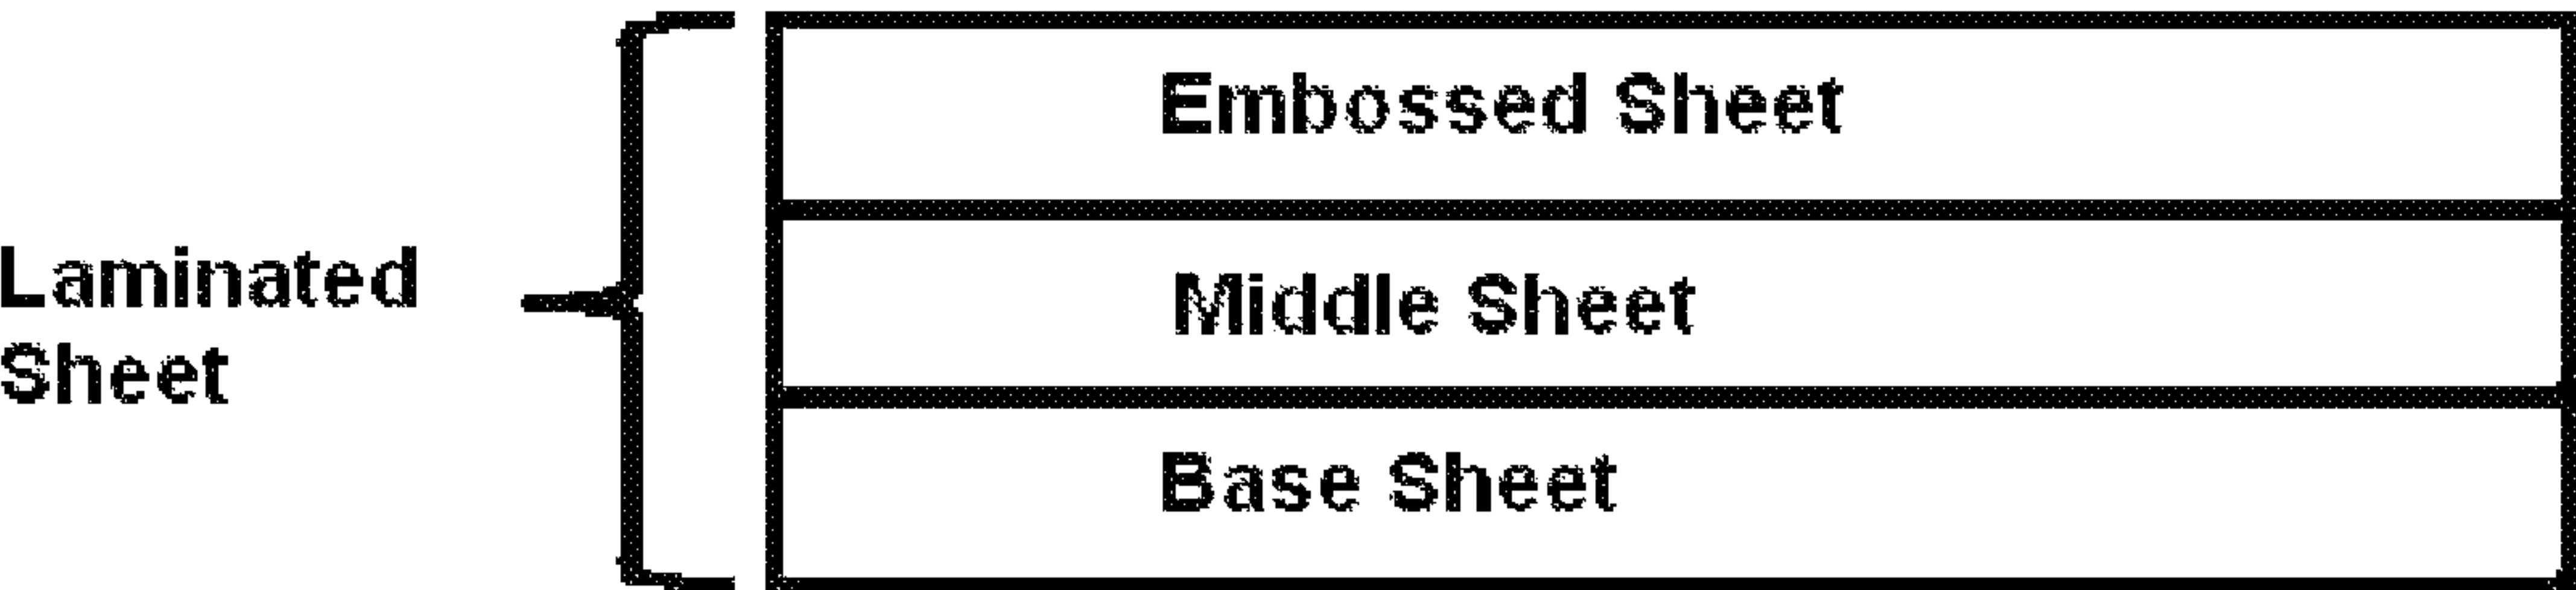 Embossed Sheet
Laminated
Sheet
Middle Sheet
Base Sheet